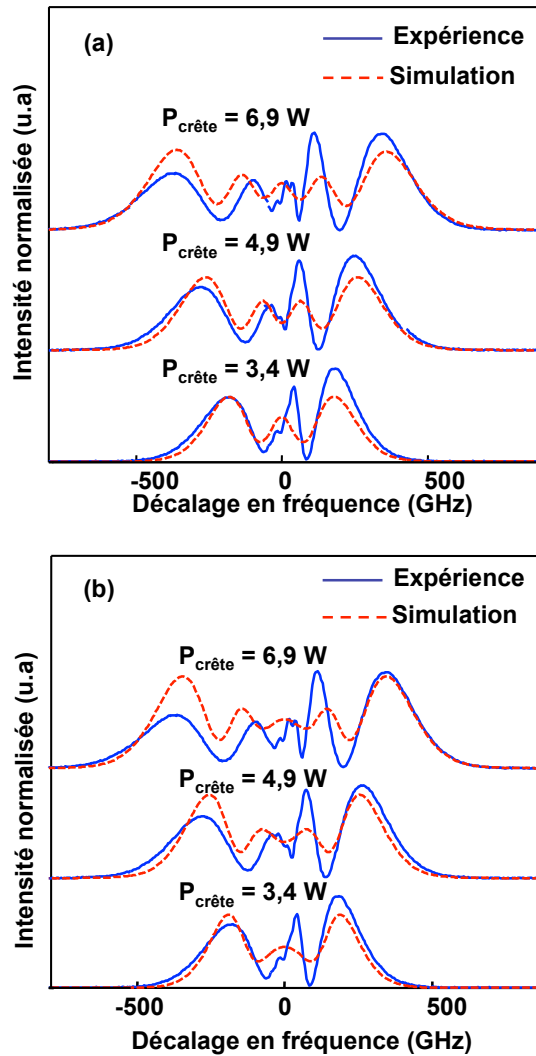 (a)
Expérience
Simulation
Pcrête = 6,9 W
Pcrête = 4,9 W
Pcrête = 3,4 W
Intensité normalisée (u.a)
-500 0 500
Décalage en fréquence (GHz)
(b)
Expérience
Simulation
Pcrête = 6,9 W
Pcrête = 4,9 W
Pcrête = 3,4 W
Intensité normalisée (u.a)
-500 0 500
Décalage en fréquence (GHz)